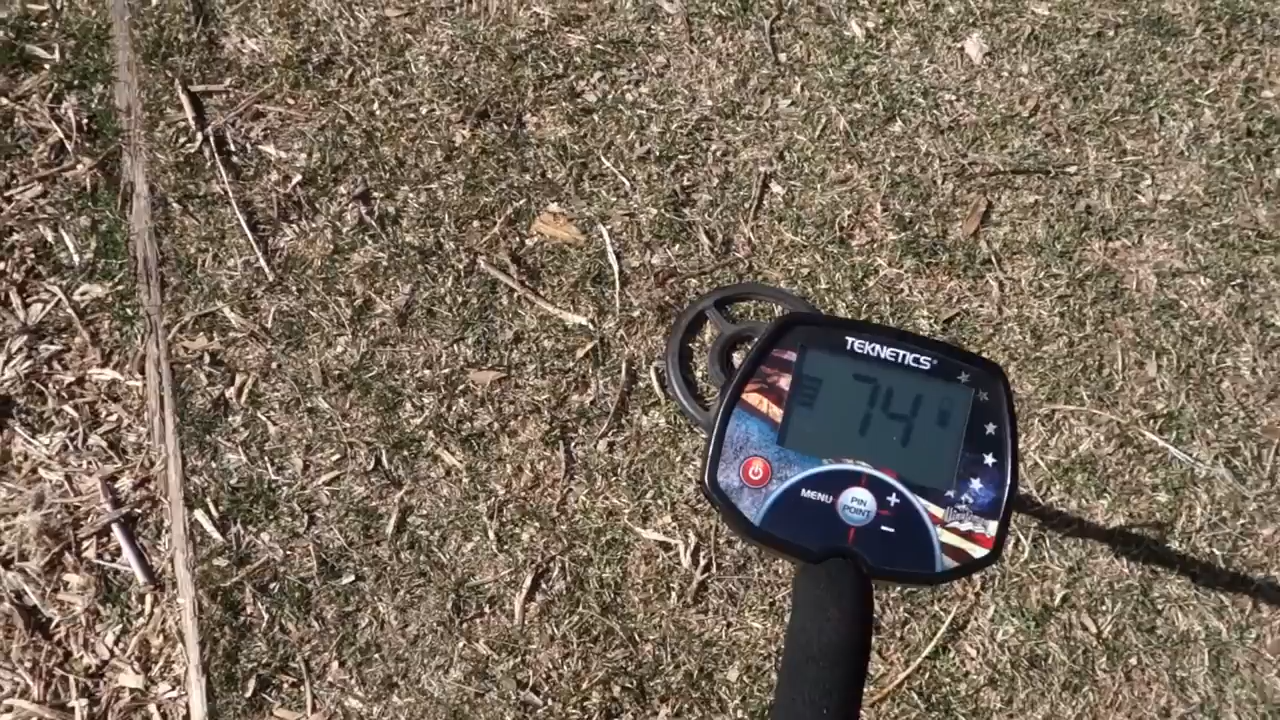 TEKNETICS®
74
MENU
PIN
POINT
+
−